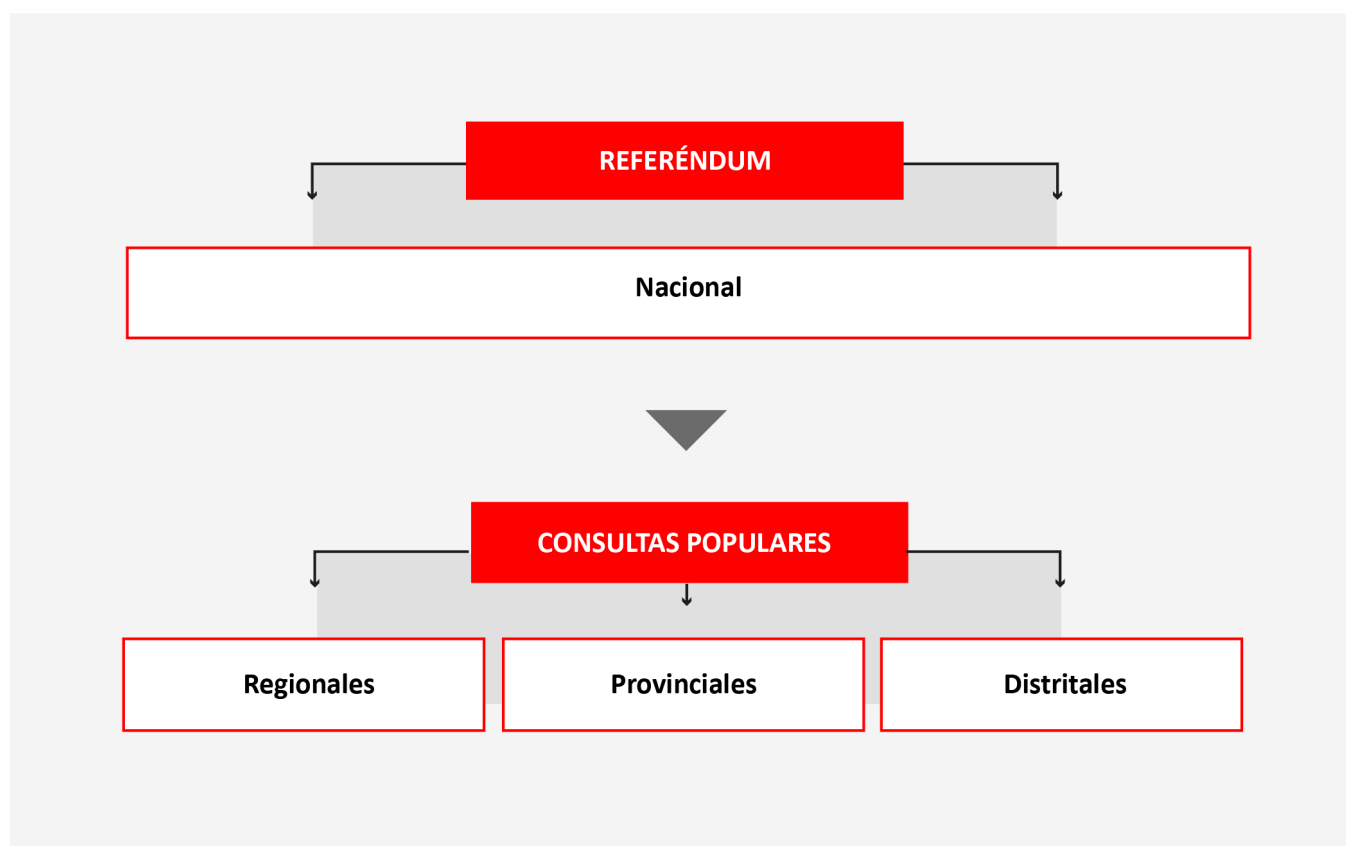 REFERÉNDUM
Nacional
CONSULTAS POPULARES
Regionales
Provinciales
Distritales